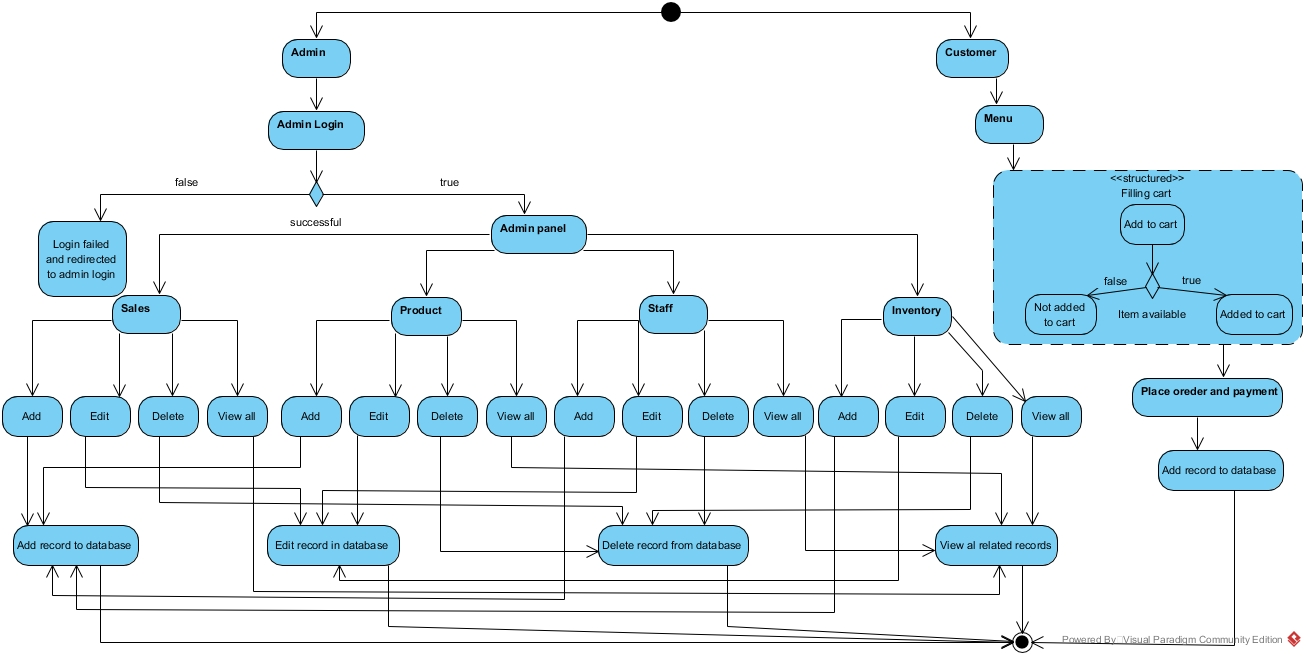 Admin
Customer
Admin Login
Menu
false
true
<<structured>>
Filling cart
Add to cart
false
true
Not added
to cart
Item available
Added to cart
successful
Admin panel
Login failed
and redirected
to admin login
Sales
Product
Staff
Inventory
Place oreder and payment
Add
Edit
Delete
View all
Add
Edit
Delete
View all
Add
Edit
Delete
View all
Add
Edit
Delete
View all
Add record to database
Add record to database
Edit record in database
Delete record from database
View al related records
Powered By Visual Paradigm Community Edition